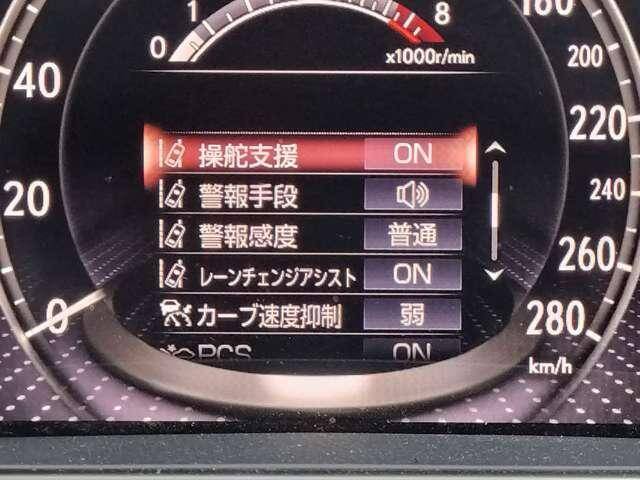 1
8
0
x1000r/min
180
40
200
220
操舵支援 ON
警報手段
20
240
警報感度 普通
260
レーンチェンジアシスト ON
カーブ速度抑制 弱
0
280
PCS ON
km/h